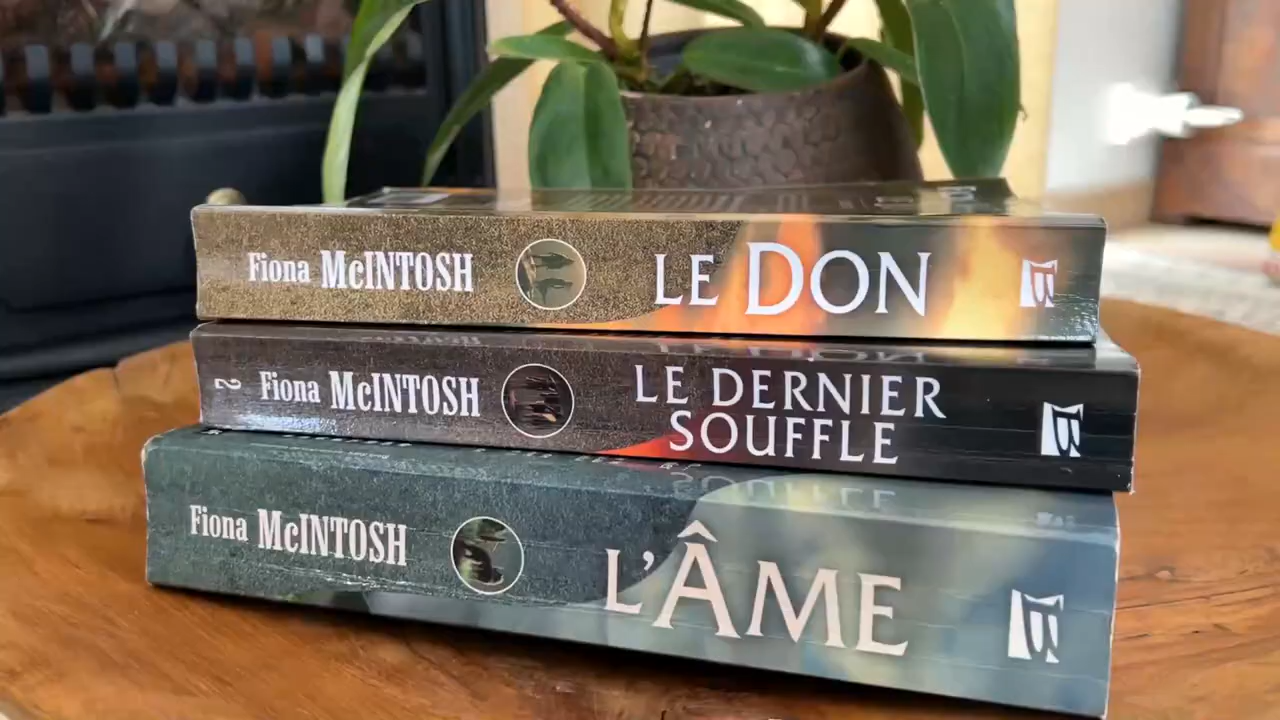 Fiona McINTOSH LE DON
2 Fiona McINTOSH LE DERNIER
SOUFFLE
Fiona McINTOSH L'ÂME